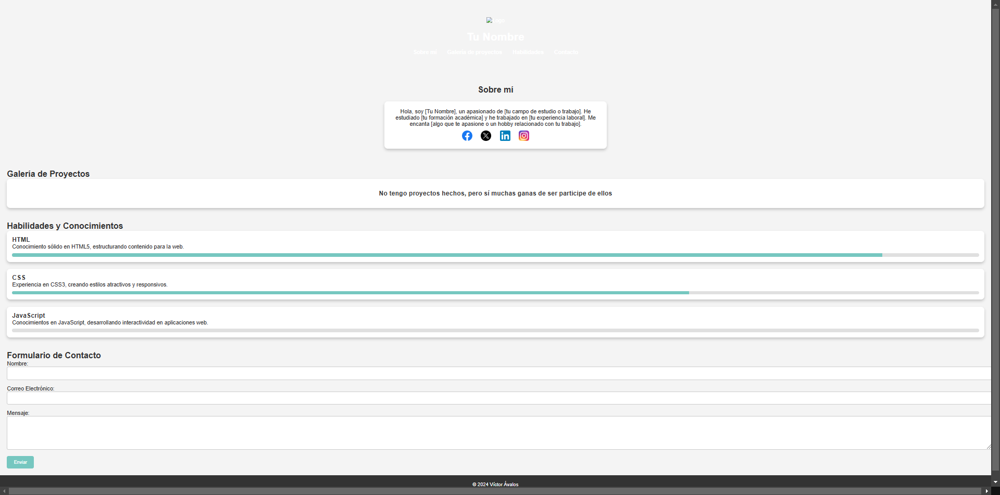 Logo
Tu Nombre
Sobre mí Galería de proyectos Habilidades Contacto
Sobre mí
Hola, soy [Tu Nombre], un apasionado de [tu campo de estudio o trabajo]. He
estudiado [tu formación académica] y he trabajado en [tu experiencia laboral]. Me
encanta [algo que te apasione o un hobby relacionado con tu trabajo].
Galería de Proyectos
No tengo proyectos hechos, pero sí muchas ganas de ser participe de ellos
Habilidades y Conocimientos
HTML
Conocimiento sólido en HTML5, estructurando contenido para la web.
CSS
Experiencia en CSS3, creando estilos atractivos y responsivos.
JavaScript
Conocimientos en JavaScript, desarrollando interactividad en aplicaciones web.
Formulario de Contacto
Nombre:
Correo Electrónico:
Mensaje:
Enviar
© 2024 Víctor Ávalos